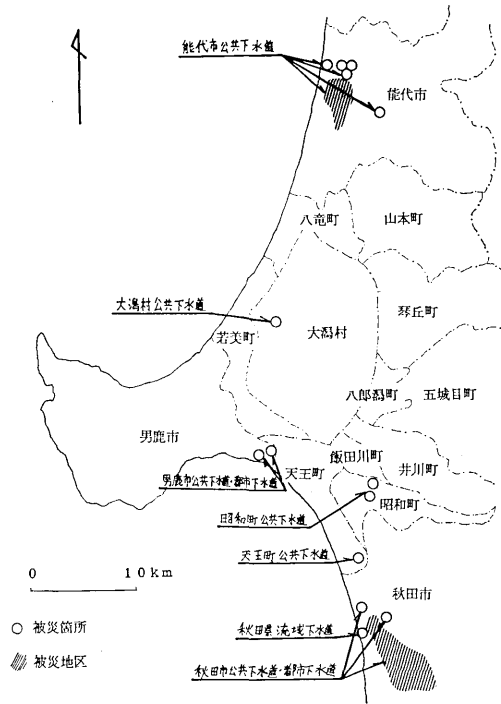 能代市公共下水道
能代市
八竜町
山本町
大潟村公共下水道
琴丘町
若美町
大潟村
八郎潟町
五城目町
男鹿市
飯田川町
天王町
井川町
男鹿市公共下水道・都市下水道
昭和町
昭和町公共下水道
天王町公共下水道
0 10km
秋田市
被災箇所
秋田県流域下水道
被災地区
秋田市公共下水道・都市下水道